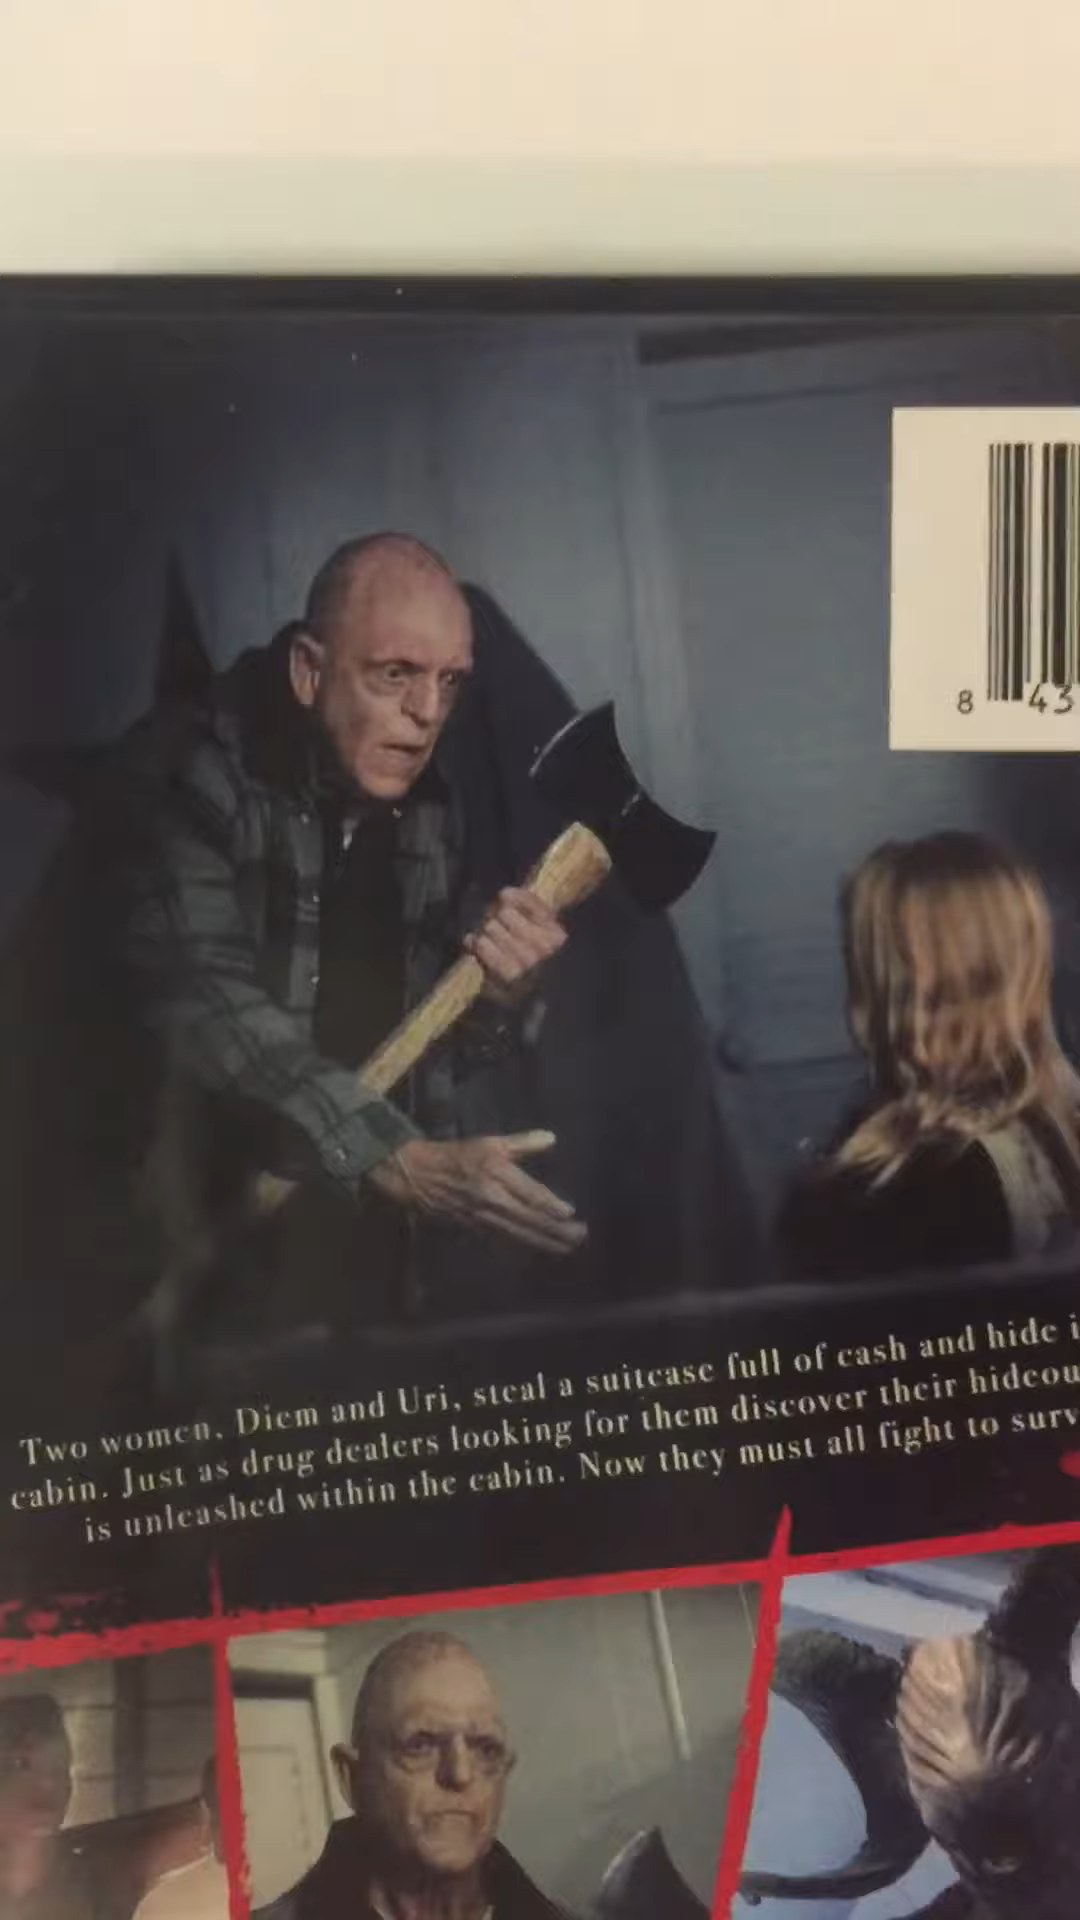 8 43
Two women, Diem and Uri, steal a suitcase full of cash and hide i
cabin. Just as drug dealers looking for them discover their hideou
is unleashed within the cabin. Now they must all fight to surv